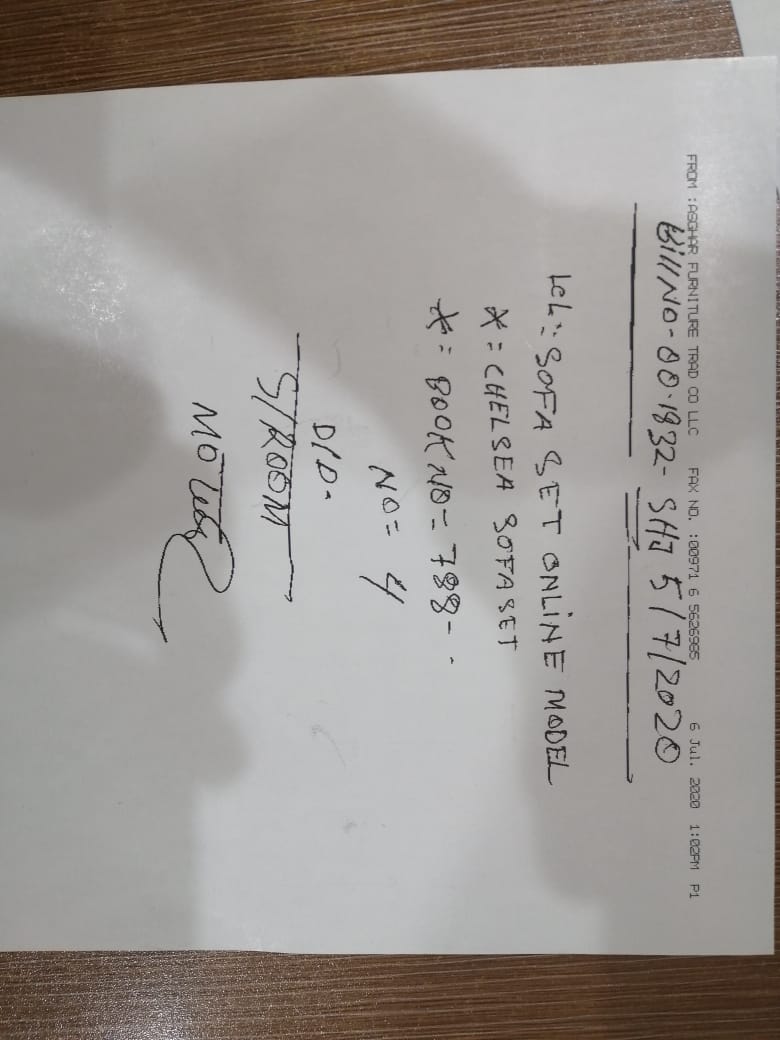 FROM :ASGHAR FURNITURE TRAD CO LLC FAX NO. :00971 6 5626985 6 Jul. 2020 1:02PM P1
Bill NO-00.1832- SHJ 5/7/2020
LCL:- SOFA SET ONLINE MODEL
*= CHELSEA SOFA SET
*= BOOK NO= 788-
NO= 4
D/D.
S/ROOM
MO